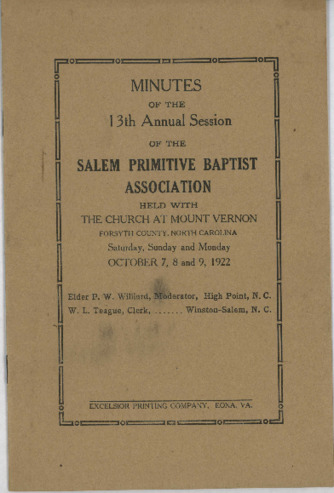 MINUTES
OF THE
13th Annual Session
OF THE
SALEM PRIMITIVE BAPTIST
ASSOCIATION
HELD WITH
THE CHURCH AT MOUNT VERNON
FORSYTH COUNTY, NORTH CAROLINA
Saturday, Sunday and Monday
OCTOBER 7, 8 and 9, 1922
Elder P. W. Williard, Moderator, High Point, N. C.
W. L. Teague, Clerk, ....... Winston-Salem, N. C.
EXCELSIOR PRINTING COMPANY, KONA, VA.